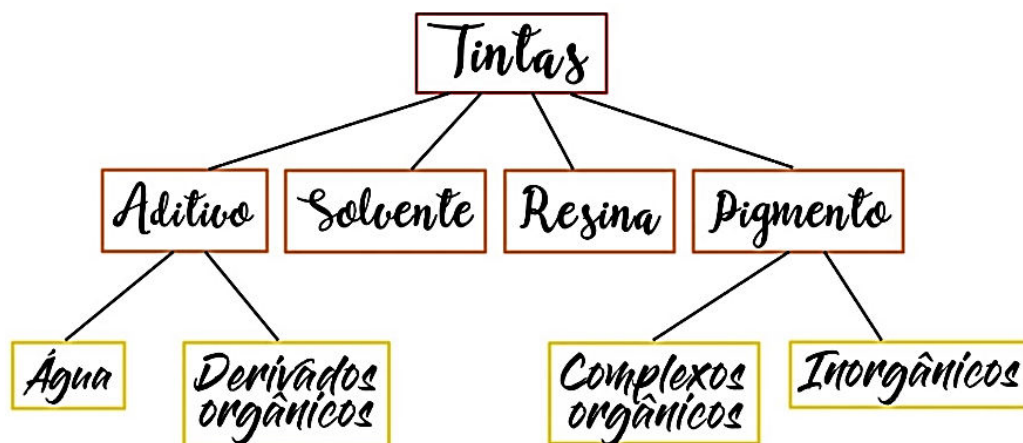 Tintas
Aditivo
Solvente
Resina
Pigmento
Água
Derivados
orgânicos
Complexos
orgânicos
Inorgânicos